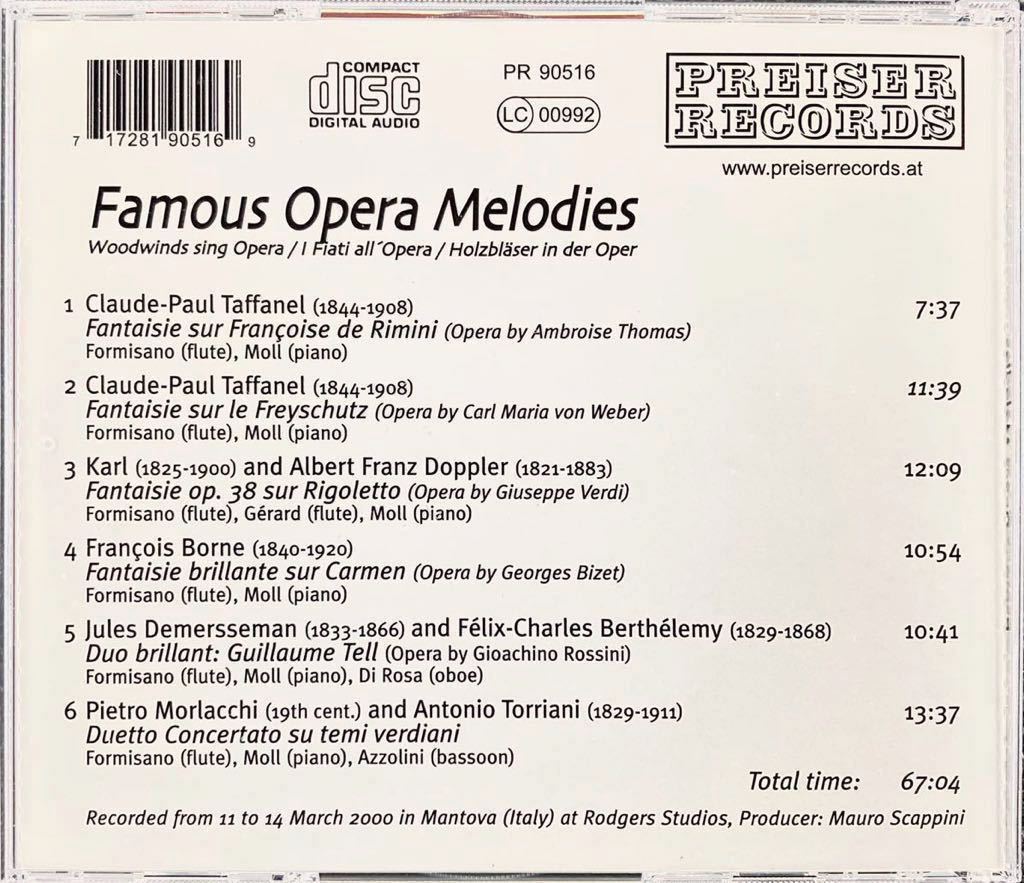 COMPACT
disc
DIGITAL AUDIO
PR 90516
LC 00992
PREISER
RECORDS
7 17281 90516 9
www.preiserrecords.at
Famous Opera Melodies
Woodwinds sing Opera / I Fiati all´Opera / Holzbläser in der Oper
1 Claude-Paul Taffanel (1844-1908) 7:37
Fantaisie sur Françoise de Rimini (Opera by Ambroise Thomas)
Formisano (flute), Moll (piano)
2 Claude-Paul Taffanel (1844-1908) 11:39
Fantaisie sur le Freyschutz (Opera by Carl Maria von Weber)
Formisano (flute), Moll (piano)
3 Karl (1825-1900) and Albert Franz Doppler (1821-1883) 12:09
Fantaisie op. 38 sur Rigoletto (Opera by Giuseppe Verdi)
Formisano (flute), Gérard (flute), Moll (piano)
4 François Borne (1840-1920) 10:54
Fantaisie brillante sur Carmen (Opera by Georges Bizet)
Formisano (flute), Moll (piano)
5 Jules Demersseman (1833-1866) and Félix-Charles Berthélemy (1829-1868) 10:41
Duo brillant: Guillaume Tell (Opera by Gioachino Rossini)
Formisano (flute), Moll (piano), Di Rosa (oboe)
6 Pietro Morlacchi (19th cent.) and Antonio Torriani (1829-1911) 13:37
Duetto Concertato su temi verdiani
Formisano (flute), Moll (piano), Azzolini (bassoon)
Total time: 67:04
Recorded from 11 to 14 March 2000 in Mantova (Italy) at Rodgers Studios, Producer: Mauro Scappini